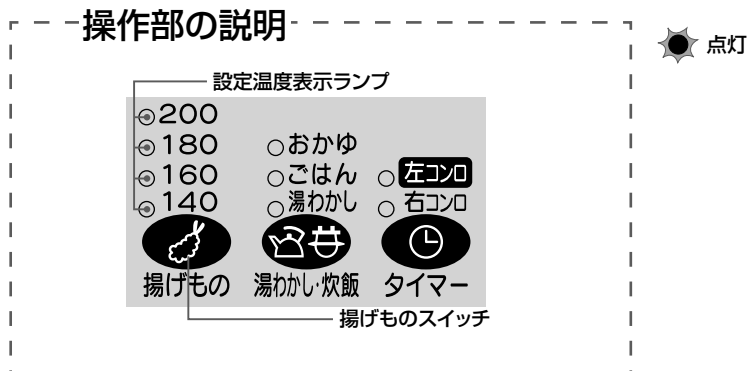 操作部の説明
点灯
設定温度表示ランプ
200
180
おかゆ
160
ごはん
左コンロ
140
湯わかし
右コンロ
揚げもの
湯わかし・炊飯
タイマー
揚げものスイッチ